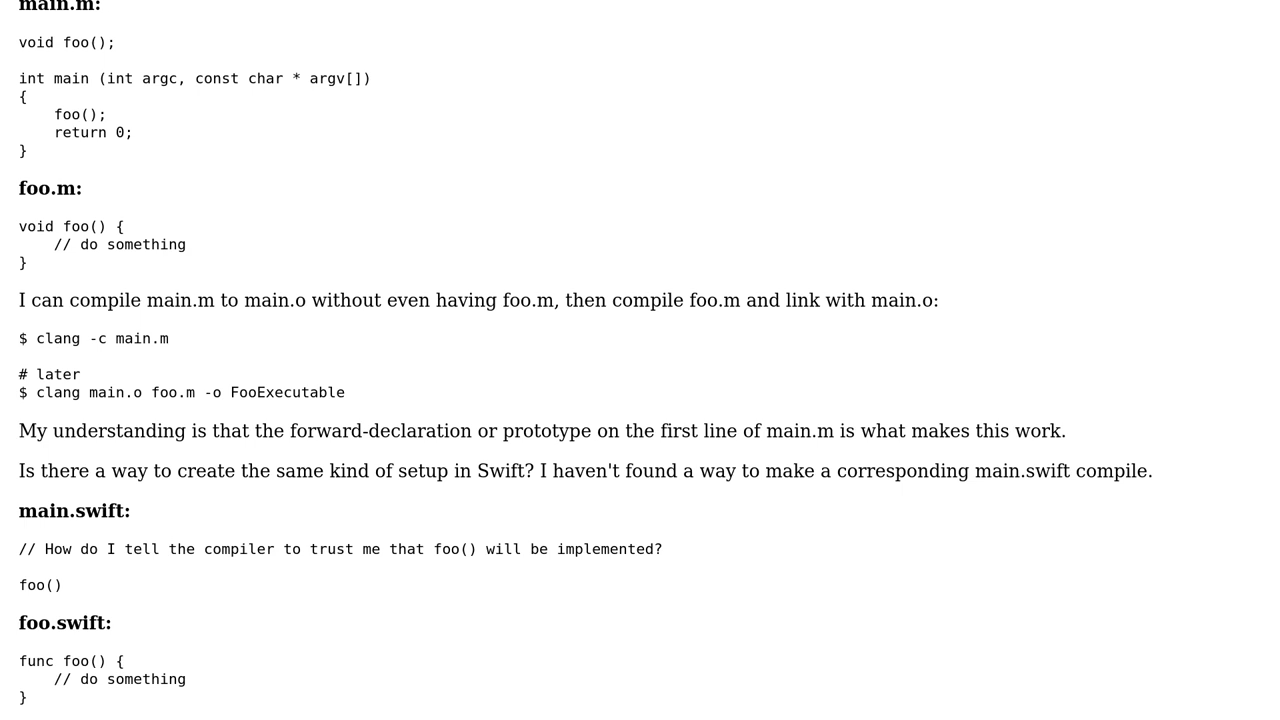 main.m:
void foo();
int main (int argc, const char * argv[])
{
    foo();
    return 0;
}
foo.m:
void foo() {
    // do something
}
I can compile main.m to main.o without even having foo.m, then compile foo.m and link with main.o:
$ clang -c main.m
# later
$ clang main.o foo.m -o FooExecutable
My understanding is that the forward-declaration or prototype on the first line of main.m is what makes this work.
Is there a way to create the same kind of setup in Swift? I haven't found a way to make a corresponding main.swift compile.
main.swift:
// How do I tell the compiler to trust me that foo() will be implemented?
foo()
foo.swift:
func foo() {
    // do something
}